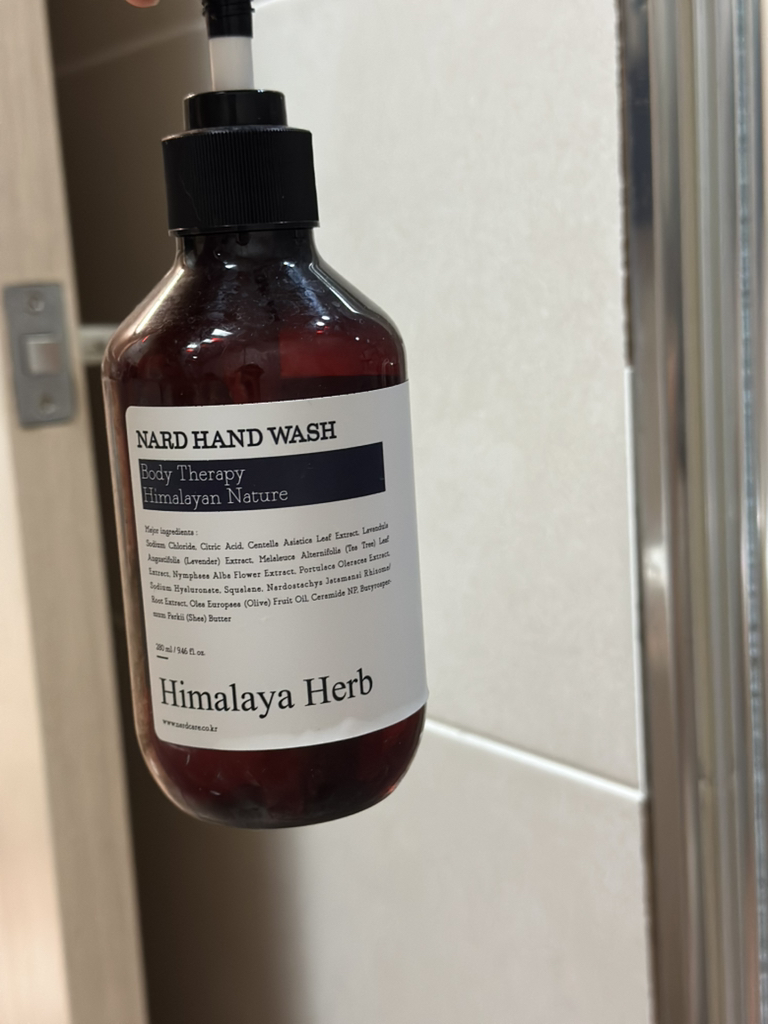 NARD HAND WASH
Body Therapy
Himalayan Nature
Major ingredients :
Sodium Chloride, Citric Acid, Centella Asiatica Leaf Extract, Lavendula
Angustifolia (Lavender) Extract, Melaleuca Alternifolia (Tea Tree) Leaf
Extract, Nymphaea Alba Flower Extract, Portulaca Oleracea Extract,
Sodium Hyaluronate, Squalane, Nardostachys Jatamansi Rhizome/
Root Extract, Olea Europaea (Olive) Fruit Oil, Ceramide NP, Butyrosper-
mum Parkii (Shea) Butter
280 ml / 9.46 fl. oz.
Himalaya Herb
www.nardcare.co.kr